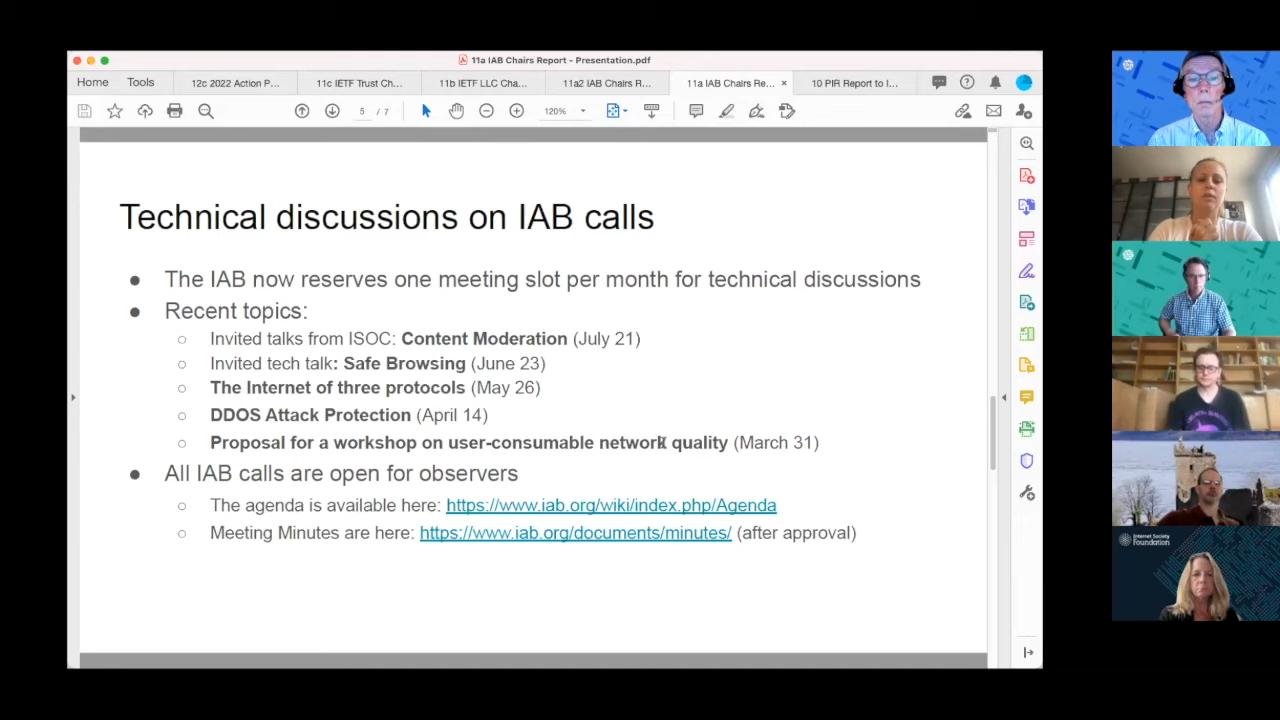 11a IAB Chairs Report - Presentation.pdf
Home Tools 12c 2022 Action P... 11c IETF Trust Ch... 11b IETF LLC Cha... 11a2 IAB Chairs R... 11a IAB Chairs Re... × 10 PIR Report to I...
5 / 7 120%
Technical discussions on IAB calls
● The IAB now reserves one meeting slot per month for technical discussions
● Recent topics:
○ Invited talks from ISOC: Content Moderation (July 21)
○ Invited tech talk: Safe Browsing (June 23)
○ The Internet of three protocols (May 26)
○ DDOS Attack Protection (April 14)
○ Proposal for a workshop on user-consumable network quality (March 31)
● All IAB calls are open for observers
○ The agenda is available here: https://www.iab.org/wiki/index.php/Agenda
○ Meeting Minutes are here: https://www.iab.org/documents/minutes/ (after approval)
Internet Society
Foundation